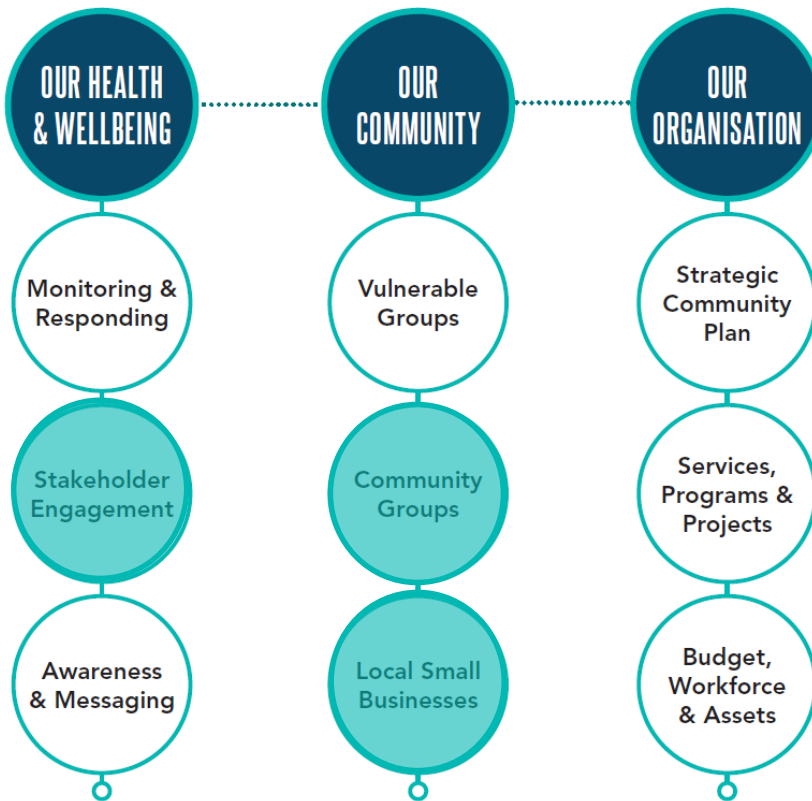 OUR HEALTH
& WELLBEING
OUR
COMMUNITY
OUR
ORGANISATION
Monitoring &
Responding
Vulnerable
Groups
Strategic
Community
Plan
Stakeholder
Engagement
Community
Groups
Services,
Programs &
Projects
Awareness
& Messaging
Local Small
Businesses
Budget,
Workforce
& Assets